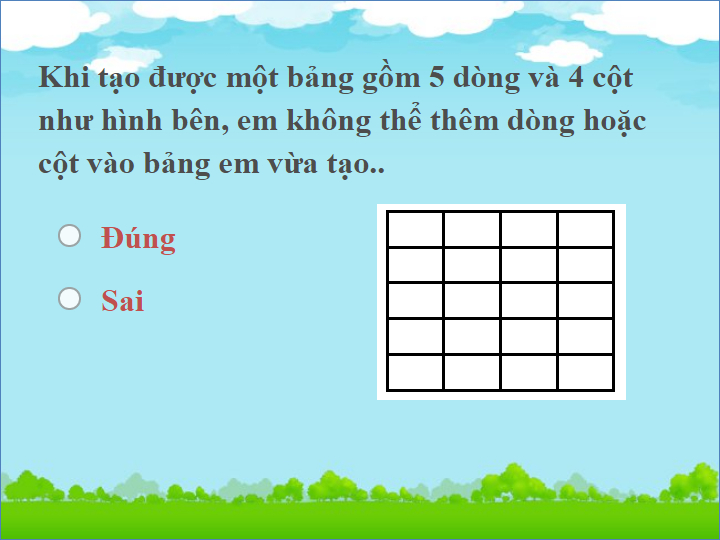 Khi tạo được một bảng gồm 5 dòng và 4 cột
như hình bên, em không thể thêm dòng hoặc
cột vào bảng em vừa tạo..
Đúng
Sai